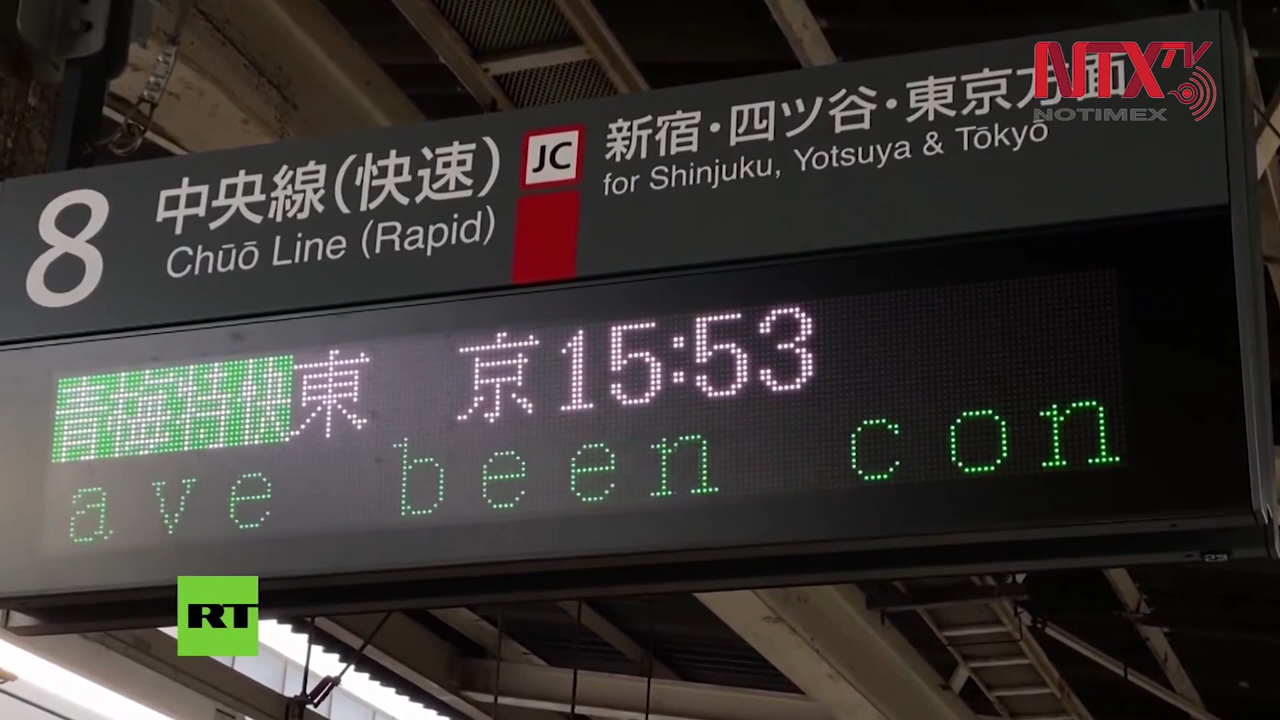 NTX TV
NOTIMEX
8 中央線(快速) JC 新宿・四ツ谷・東京方面
Chūō Line (Rapid) for Shinjuku, Yotsuya & Tōkyō
東 京15:53
ave been con
RT